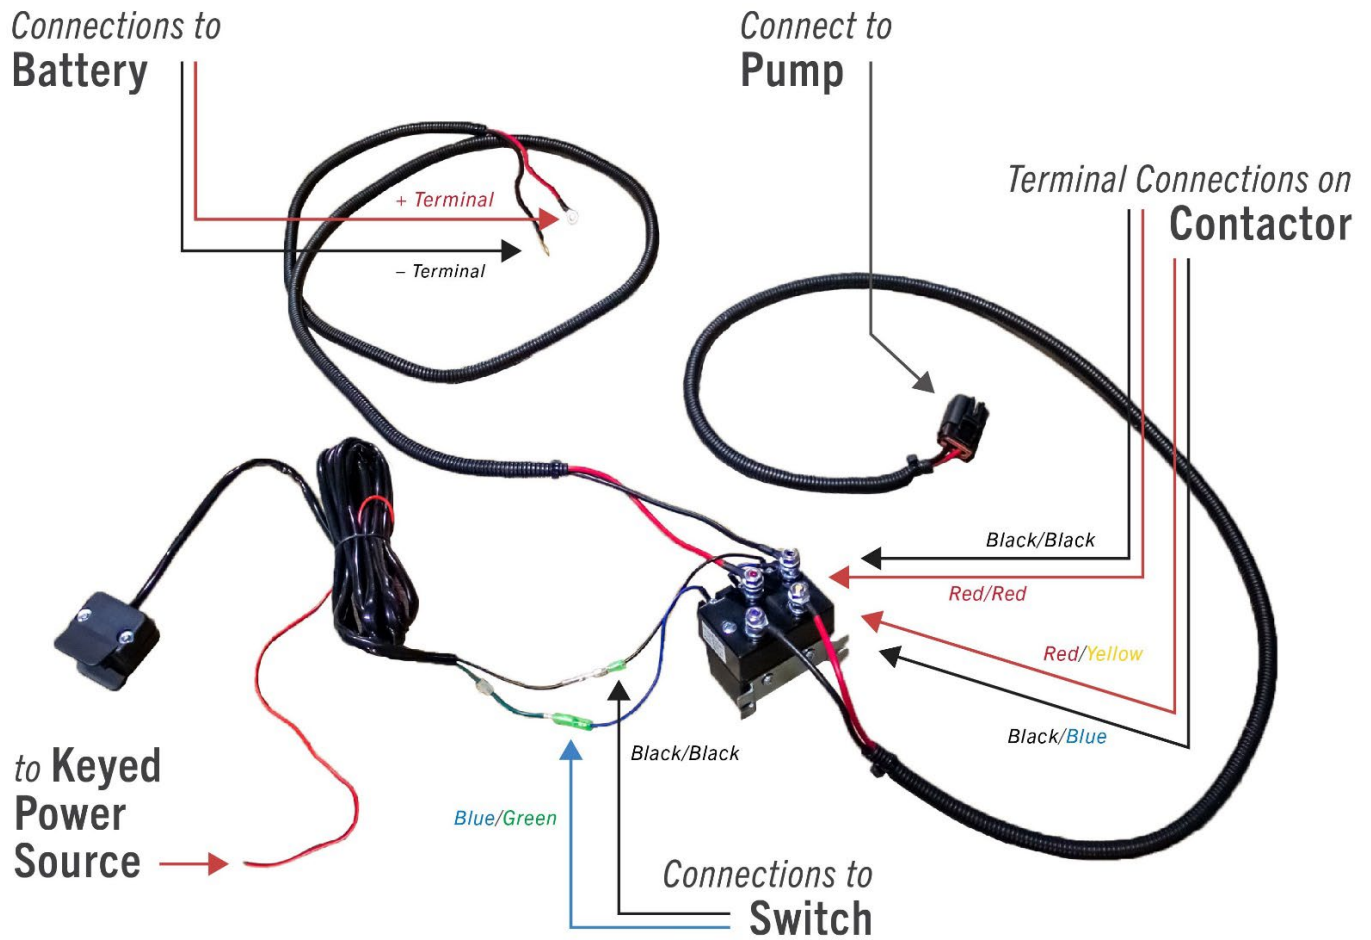 Connections to
Battery
Connect to
Pump
Terminal Connections on
Contactor
+ Terminal
– Terminal
Black/Black
Red/Red
Red/Yellow
Black/Blue
Black/Black
Blue/Green
to Keyed
Power
Source
Connections to
Switch